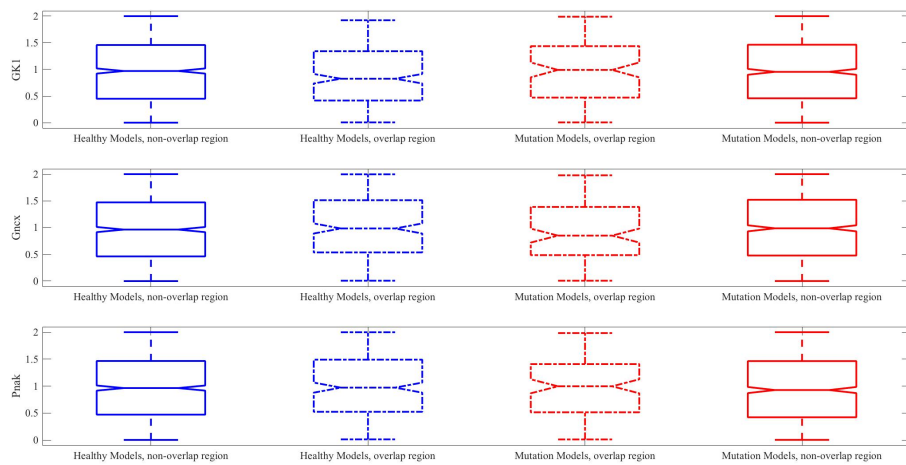 2
1.5
GK1
1
0.5
0
Healthy Models, non-overlap region Healthy Models, overlap region Mutation Models, overlap region Mutation Models, non-overlap region
2
1.5
Gncx
1
0.5
0
Healthy Models, non-overlap region Healthy Models, overlap region Mutation Models, overlap region Mutation Models, non-overlap region
2
1.5
Pnak
1
0.5
0
Healthy Models, non-overlap region Healthy Models, overlap region Mutation Models, overlap region Mutation Models, non-overlap region